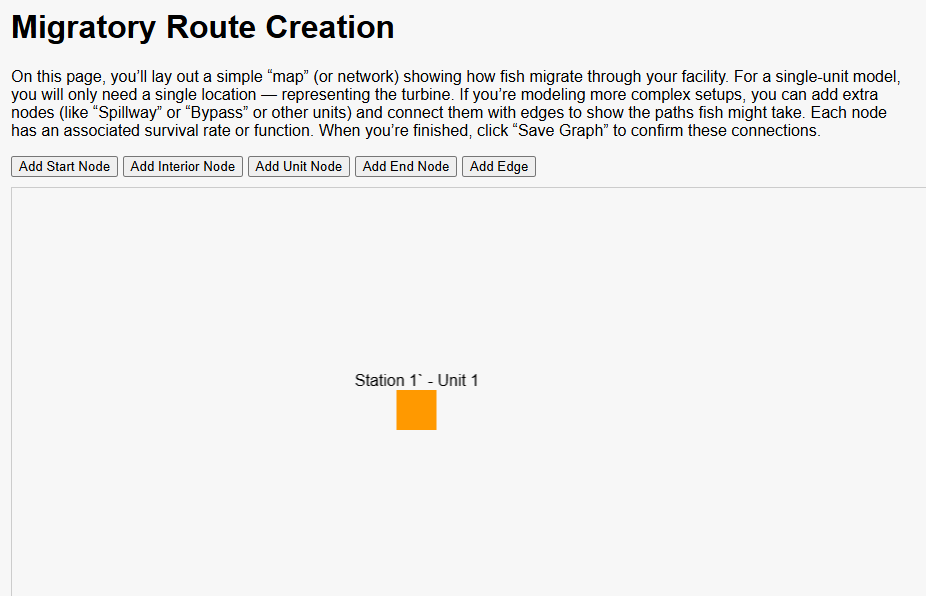 Migratory Route Creation
On this page, you’ll lay out a simple “map” (or network) showing how fish migrate through your facility. For a single-unit model,
you will only need a single location — representing the turbine. If you’re modeling more complex setups, you can add extra
nodes (like “Spillway” or “Bypass” or other units) and connect them with edges to show the paths fish might take. Each node
has an associated survival rate or function. When you’re finished, click “Save Graph” to confirm these connections.
Add Start Node Add Interior Node Add Unit Node Add End Node Add Edge
Station 1` - Unit 1